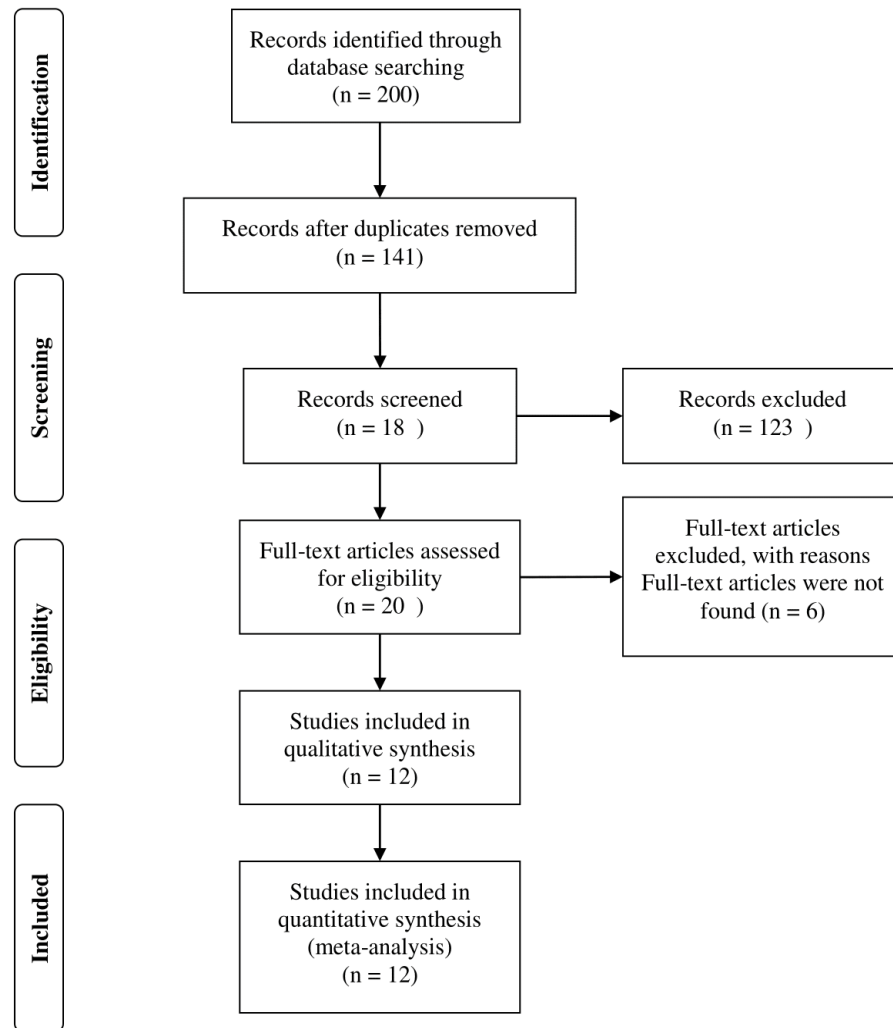 Identification
Records identified through
database searching
(n = 200)
Records after duplicates removed
(n = 141)
Screening
Records screened
(n = 18 )
Records excluded
(n = 123 )
Eligibility
Full-text articles assessed
for eligibility
(n = 20 )
Full-text articles
excluded, with reasons
Full-text articles were not
found (n = 6)
Studies included in
qualitative synthesis
(n = 12)
Included
Studies included in
quantitative synthesis
(meta-analysis)
(n = 12)